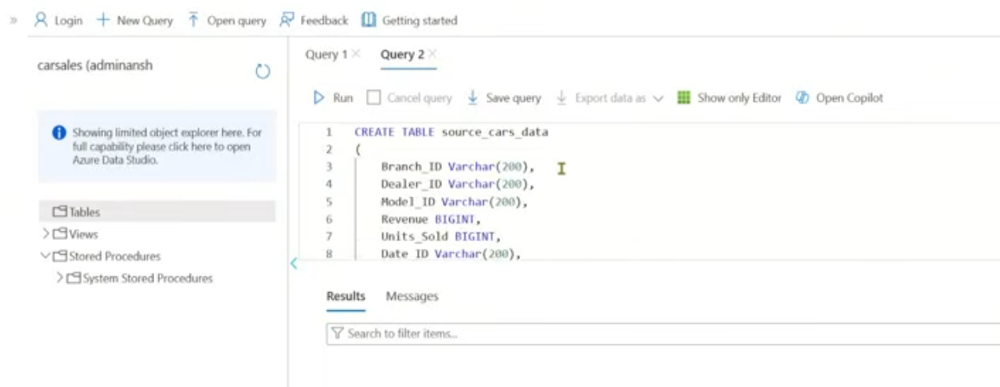 » Login + New Query Open query Feedback Getting started
carsales (adminansh
Showing limited object explorer here. For
full capability please click here to open
Azure Data Studio.
Tables
Views
Stored Procedures
System Stored Procedures
Query 1 × Query 2 ×
Run Cancel query Save query Export data as Show only Editor Open Copilot
1 CREATE TABLE source_cars_data
2 (
3 Branch_ID Varchar(200),
4 Dealer_ID Varchar(200),
5 Model_ID Varchar(200),
6 Revenue BIGINT,
7 Units_Sold BIGINT,
8 Date_ID Varchar(200),
Results Messages
Search to filter items...